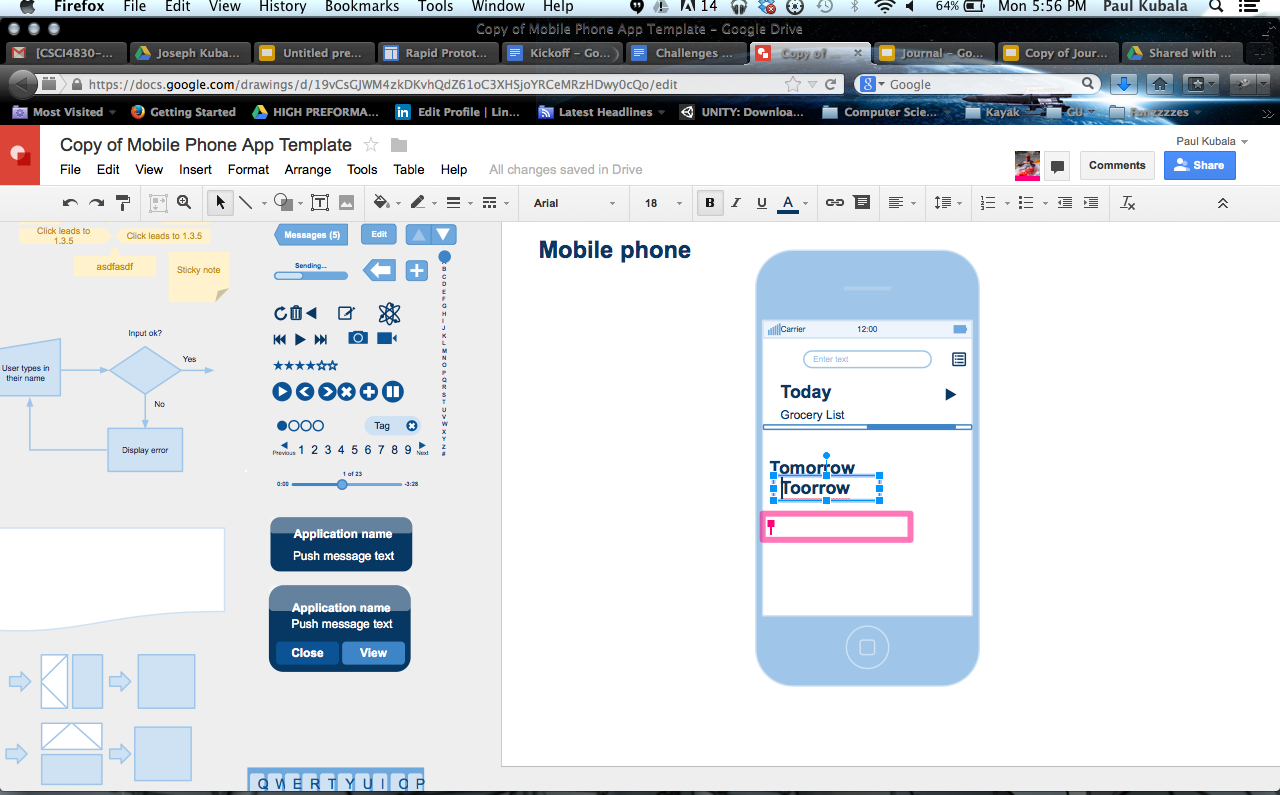 Firefox File Edit View History Bookmarks Tools Window Help 14 64% Mon 5:56 PM Paul Kubala
Copy of Mobile Phone App Template – Google Drive
[CSCI4830-... Joseph Kuba... Untitled pre... Rapid Protot... Kickoff – Go... Challenges ... Copy of ... Journal – Go... Copy of Jour... Shared with ...
https://docs.google.com/drawings/d/19vCsGJWM4zkDKvhQdZ61oC3XHSjoYRCeMRzHDwy0cQo/edit Google
Most Visited Getting Started HIGH PREFORMA... Edit Profile | Lin... Latest Headlines UNITY: Downloa... Computer Scie... Kayak GU
Copy of Mobile Phone App Template
Paul Kubala
File Edit View Insert Format Arrange Tools Table Help All changes saved in Drive
Comments Share
Arial 18 B I U A
Click leads to
1.3.5
Click leads to 1.3.5
asdfasdf
Sticky note
Input ok?
User types in
their name
Yes
No
Display error
Messages (5) Edit
Sending...
B
C
D
E
F
G
H
I
J
K
L
M
N
O
P
Q
R
S
T
U
V
W
X
Y
Z
#
Tag
Previous 1 2 3 4 5 6 7 8 9 Next
1 of 23
0:00 -3:28
Application name
Push message text
Application name
Push message text
Close View
Q W E R T Y U I O P
Mobile phone
Carrier 12:00
Enter text
Today
Grocery List
Tomorrow
Toorrow